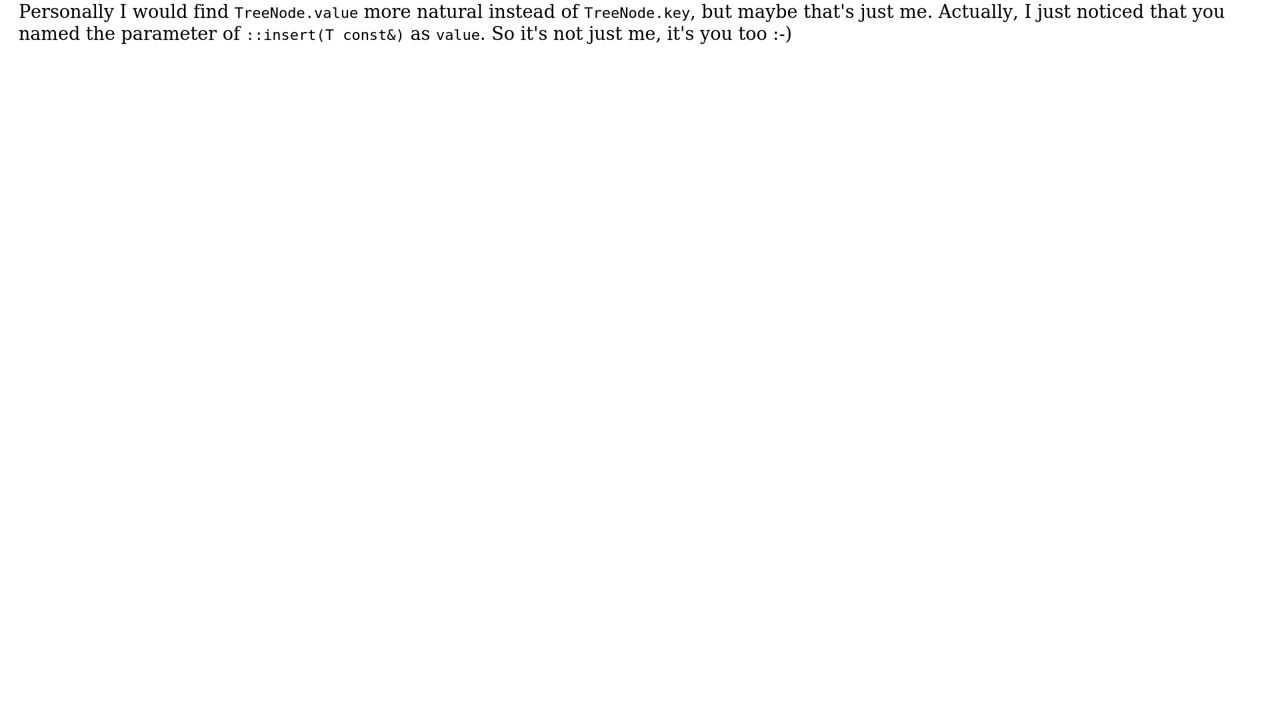 Personally I would find TreeNode.value more natural instead of TreeNode.key, but maybe that's just me. Actually, I just noticed that you
named the parameter of ::insert(T const&) as value. So it's not just me, it's you too :-)